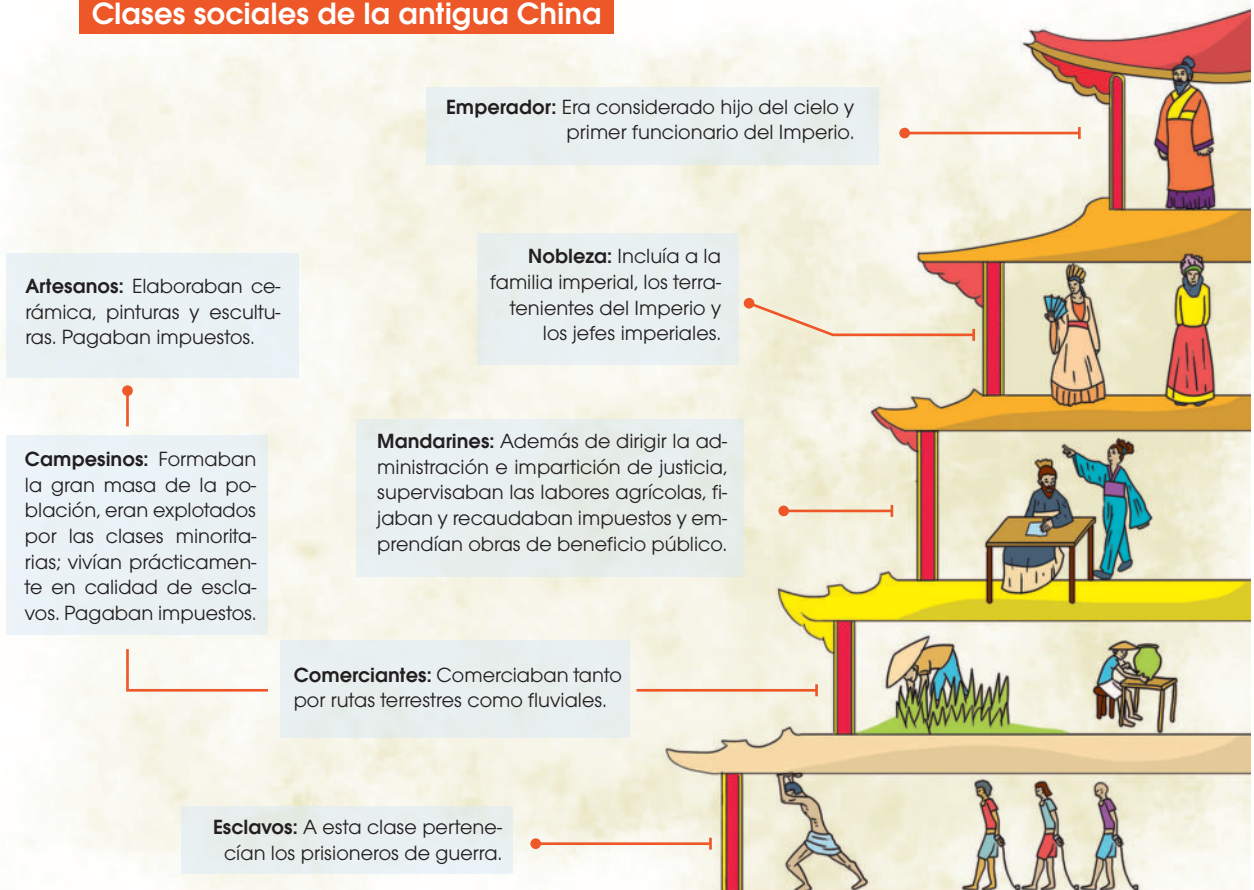 Clases sociales de la antigua China
Emperador: Era considerado hijo del cielo y
primer funcionario del Imperio.
Nobleza: Incluía a la
familia imperial, los terra-
tenientes del Imperio y
los jefes imperiales.
Artesanos: Elaboraban ce-
rámica, pinturas y escultu-
ras. Pagaban impuestos.
Campesinos: Formaban
la gran masa de la po-
blación, eran explotados
por las clases minorita-
rias; vivían prácticamen-
te en calidad de escla-
vos. Pagaban impuestos.
Mandarines: Además de dirigir la ad-
ministración e impartición de justicia,
supervisaban las labores agrícolas, fi-
jaban y recaudaban impuestos y em-
prendían obras de beneficio público.
Comerciantes: Comerciaban tanto
por rutas terrestres como fluviales.
Esclavos: A esta clase pertene-
cían los prisioneros de guerra.